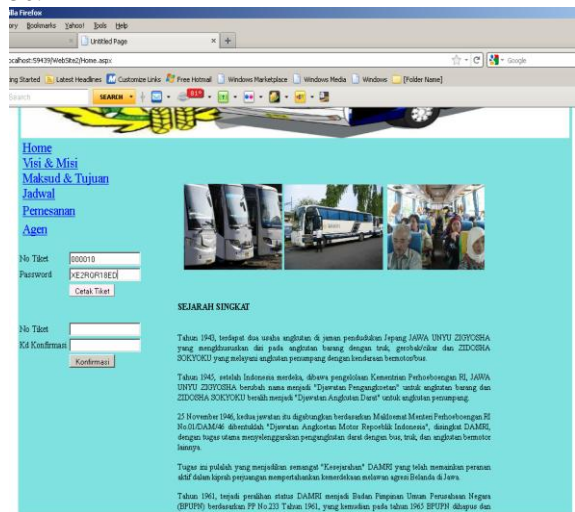 lla Firefox
ory Bookmarks Yahoo! Tools Help
Untitled Page × +
ocalhost:59439/WebSite2/Home.aspx
Google
ing Started Latest Headlines Customize Links Free Hotmail Windows Marketplace Windows Media Windows [Folder Name]
Search SEARCH 81°
Home
Visi & Misi
Maksud & Tujuan
Jadwal
Pemesanan
Agen
No Tiket 000010
Password XE2ROR18ED
Cetak Tiket
No Tiket
Kd Konfirmasi
Konfirmasi
SEJARAH SINGKAT
Tahun 1943, terdapat dua usaha angkutan di jaman pendudukan Jepang JAWA UNYU ZIGYOSHA
yang mengkhususkan diri pada angkutan barang dengan truk, gerobak/cikar dan ZIDOSHA
SOKYOKU yang melayani angkutan penumpang dengan kendaraan bermotor/bus.
Tahun 1945, setelah Indonesia merdeka, dibawa pengelolaan Kementrian Perhoeboengan RI, JAWA
UNYU ZIGYOSHA berubah nama menjadi "Djawatan Pengangkoetan" untuk angkutan barang dan
ZIDOSHA SOKYOKU beralih menjadi "Djawatan Angkutan Darat" untuk angkutan penumpang.
25 November 1946, kedua jawatan itu digabungkan berdasarkan Makloemat Menteri Perhoeboengan RI
No.01/DAM/46 dibentuklah "Djawatan Angkoetan Motor Repoeblik Indonesia", disingkat DAMRI,
dengan tugas utama menyelenggarakan pengangkutan darat dengan bus, truk, dan angkutan bermotor
lainnya.
Tugas ini pulalah yang menjadikan semangat "Kesejarahan" DAMRI yang telah memainkan peranan
aktif dalam kiprah perjuangan mempertahankan kemerdekaan melawan agresi Belanda di Jawa.
Tahun 1961, terjadi peralihan status DAMRI menjadi Badan Pimpinan Umum Perusahaan Negara
(BPUPN) berdasarkan PP No.233 Tahun 1961, yang kemudian pada tahun 1965 BPUPN dihapus dan